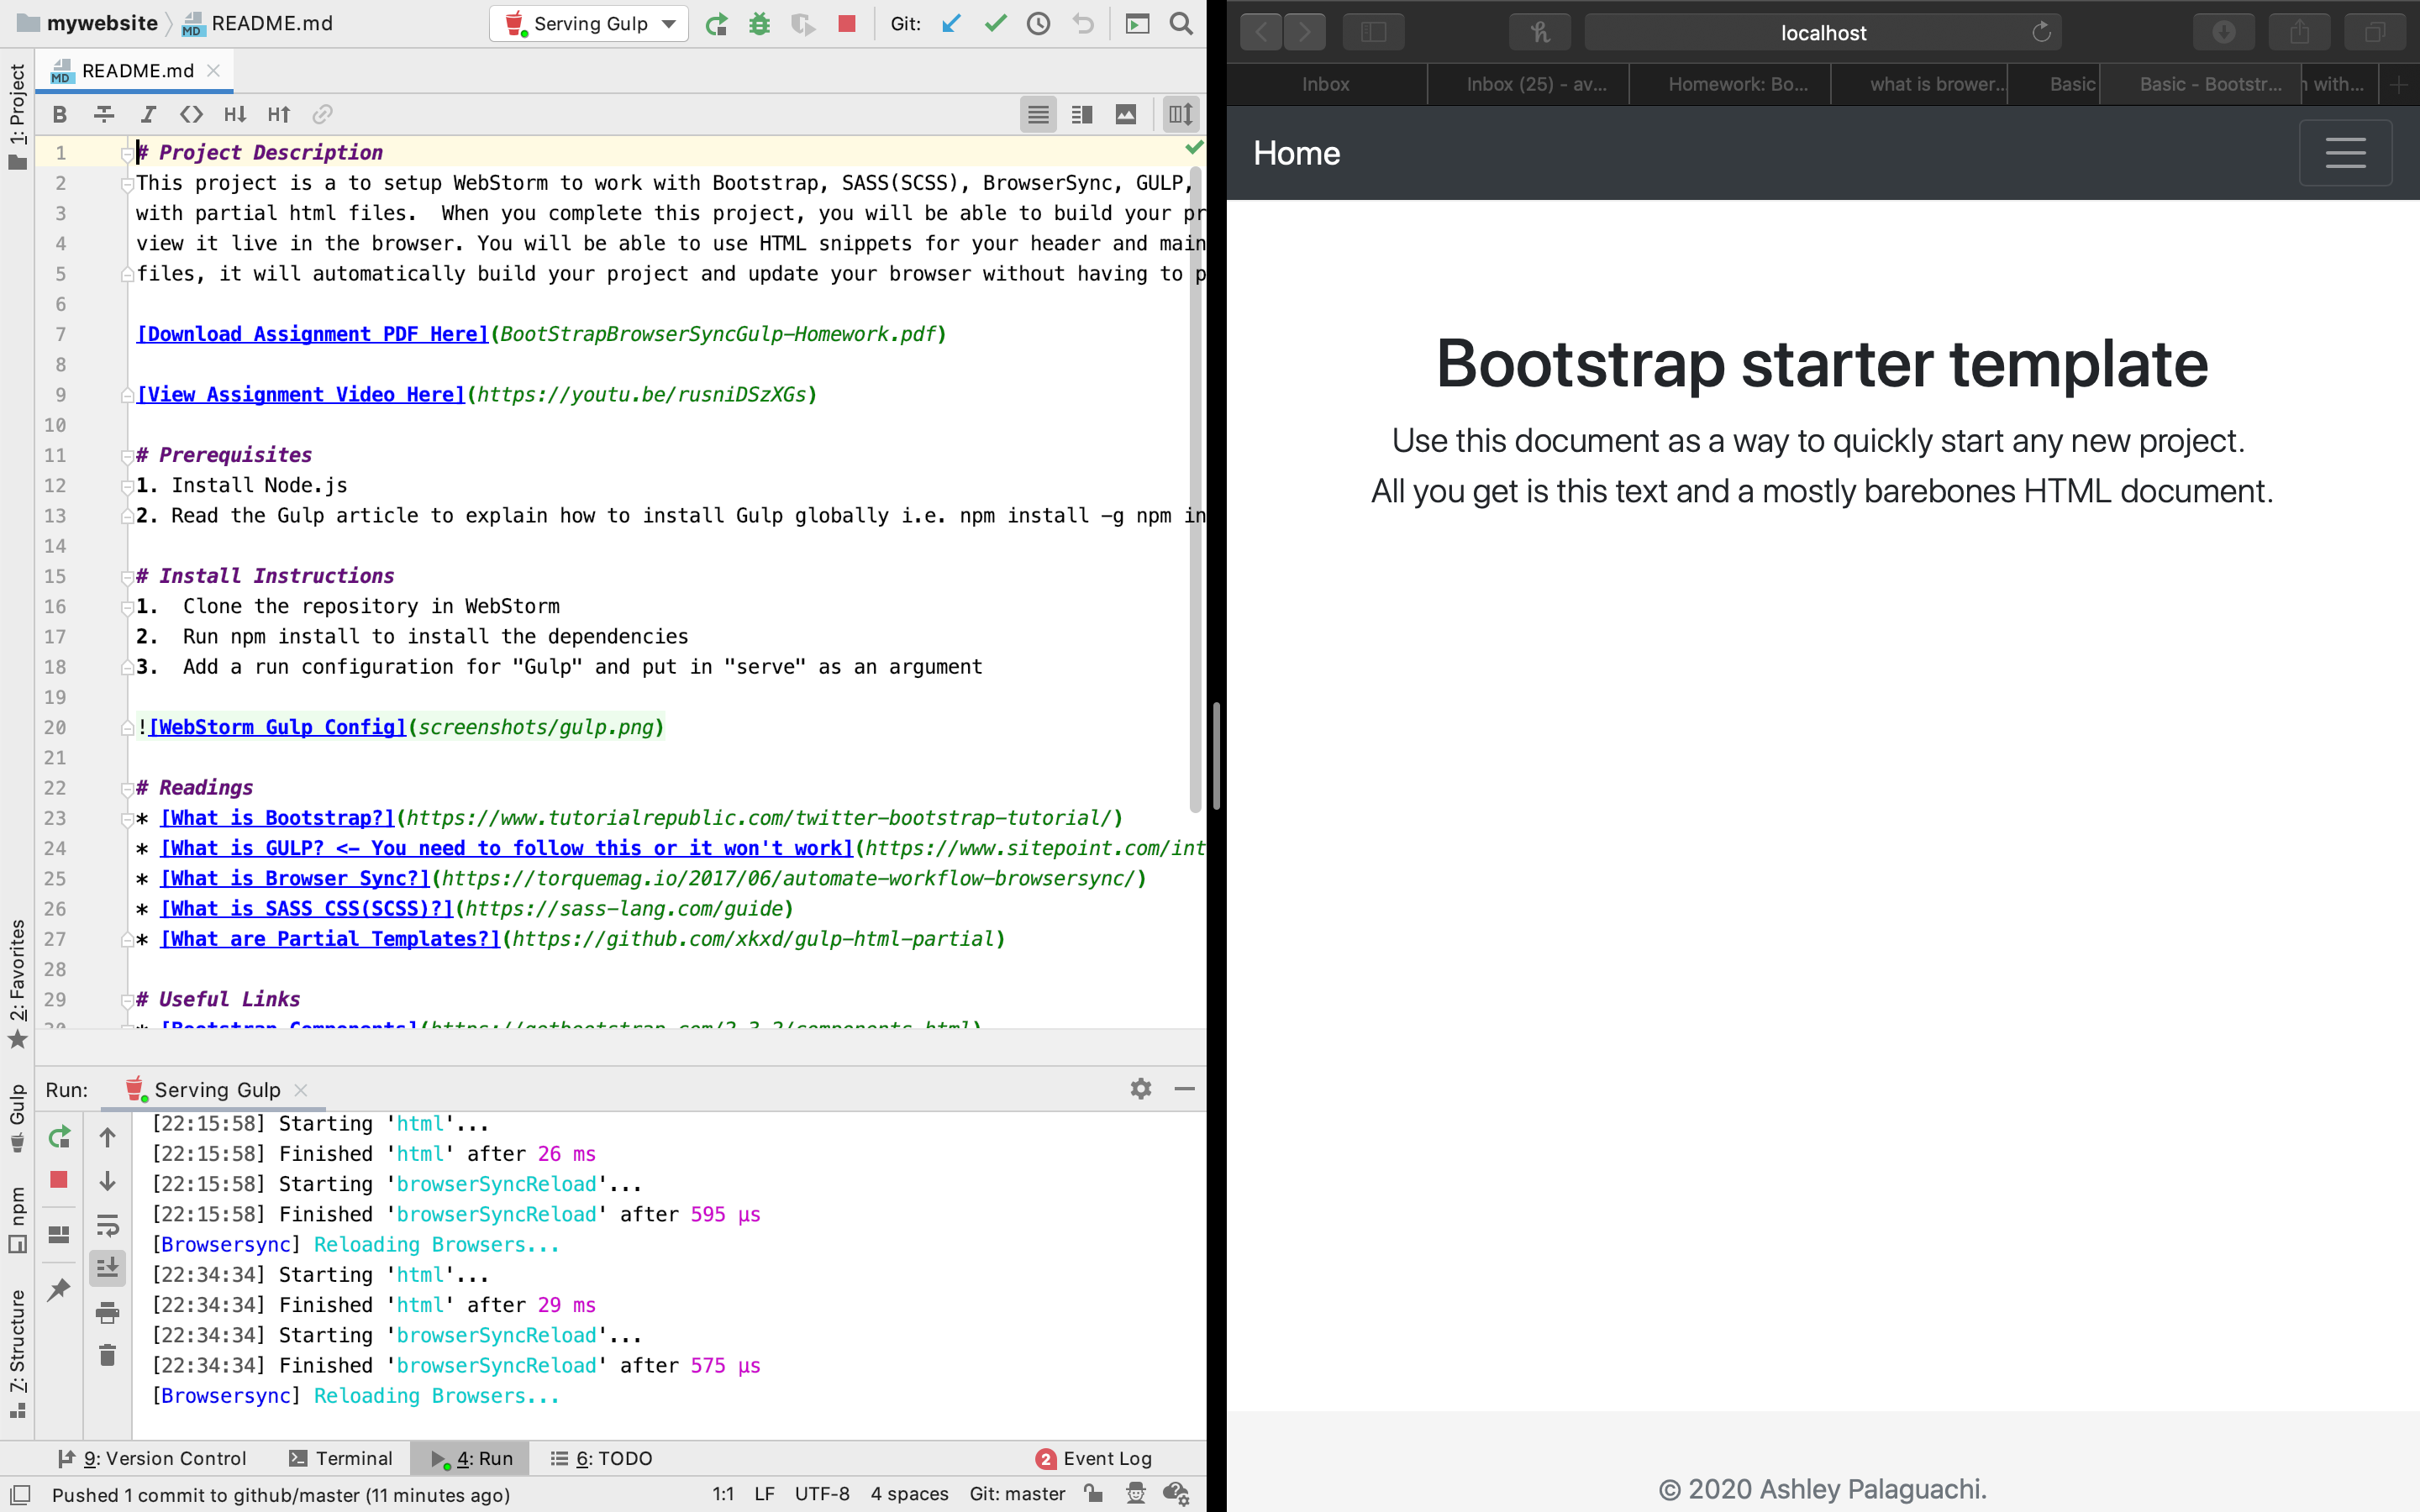 mywebsite
README.md
Serving Gulp
Git:
1: Project
README.md
B
I
H
H
1 # Project Description
2 This project is a to setup WebStorm to work with Bootstrap, SASS(SCSS), BrowserSync, GULP,
3 with partial html files.  When you complete this project, you will be able to build your pr
4 view it live in the browser. You will be able to use HTML snippets for your header and main
5 files, it will automatically build your project and update your browser without having to p
6
7 [Download Assignment PDF Here](BootStrapBrowserSyncGulp-Homework.pdf)
8
9 [View Assignment Video Here](https://youtu.be/rusniDSzXGs)
10
11 # Prerequisites
12 1. Install Node.js
13 2. Read the Gulp article to explain how to install Gulp globally i.e. npm install -g npm in
14
15 # Install Instructions
16 1.  Clone the repository in WebStorm
17 2.  Run npm install to install the dependencies
18 3.  Add a run configuration for "Gulp" and put in "serve" as an argument
19
20 ![WebStorm Gulp Config](screenshots/gulp.png)
21
22 # Readings
23 * [What is Bootstrap?](https://www.tutorialrepublic.com/twitter-bootstrap-tutorial/)
24 * [What is GULP? <- You need to follow this or it won't work](https://www.sitepoint.com/int
25 * [What is Browser Sync?](https://torquemag.io/2017/06/automate-workflow-browsersync/)
26 * [What is SASS CSS(SCSS)?](https://sass-lang.com/guide)
27 * [What are Partial Templates?](https://github.com/xkxd/gulp-html-partial)
28
29 # Useful Links
30 * [Bootstrap Components](https://getbootstrap.com/2.3.2/components.html)
2: Favorites
Gulp
npm
7: Structure
Run:
Serving Gulp
[22:15:58] Starting 'html'...
[22:15:58] Finished 'html' after 26 ms
[22:15:58] Starting 'browserSyncReload'...
[22:15:58] Finished 'browserSyncReload' after 595 μs
[Browsersync] Reloading Browsers...
[22:34:34] Starting 'html'...
[22:34:34] Finished 'html' after 29 ms
[22:34:34] Starting 'browserSyncReload'...
[22:34:34] Finished 'browserSyncReload' after 575 μs
[Browsersync] Reloading Browsers...
9: Version Control
Terminal
4: Run
6: TODO
2 Event Log
Pushed 1 commit to github/master (11 minutes ago)
1:1
LF
UTF-8
4 spaces
Git: master
localhost
Inbox
Inbox (25) - av...
Homework: Bo...
what is brower...
Basic
Basic - Bootstr...
with...
Home
Bootstrap starter template
Use this document as a way to quickly start any new project.
All you get is this text and a mostly barebones HTML document.
© 2020 Ashley Palaguachi.